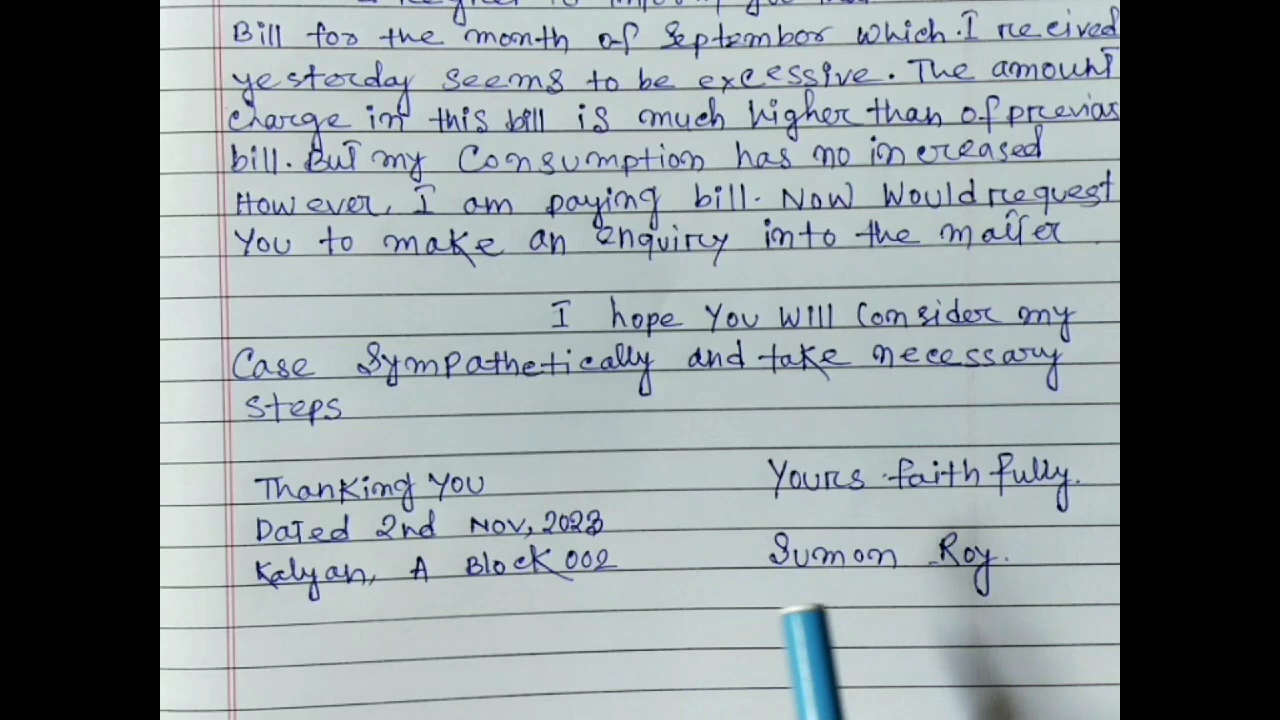 Bill for the month of September which. I received
yesterday seems to be excessive. The amount
charge in this bill is much higher than of previas
bill. But my Consumption has no increased
However, I am paying bill. Now Would request
You to make an enquiry into the matter
I hope You Will Consider my
Case Sympathetically and take necessary
Steps
Thanking You
Yours faithfully.
Dated 2nd Nov, 2023
Kalyan, A Block 002
Sumon Roy.